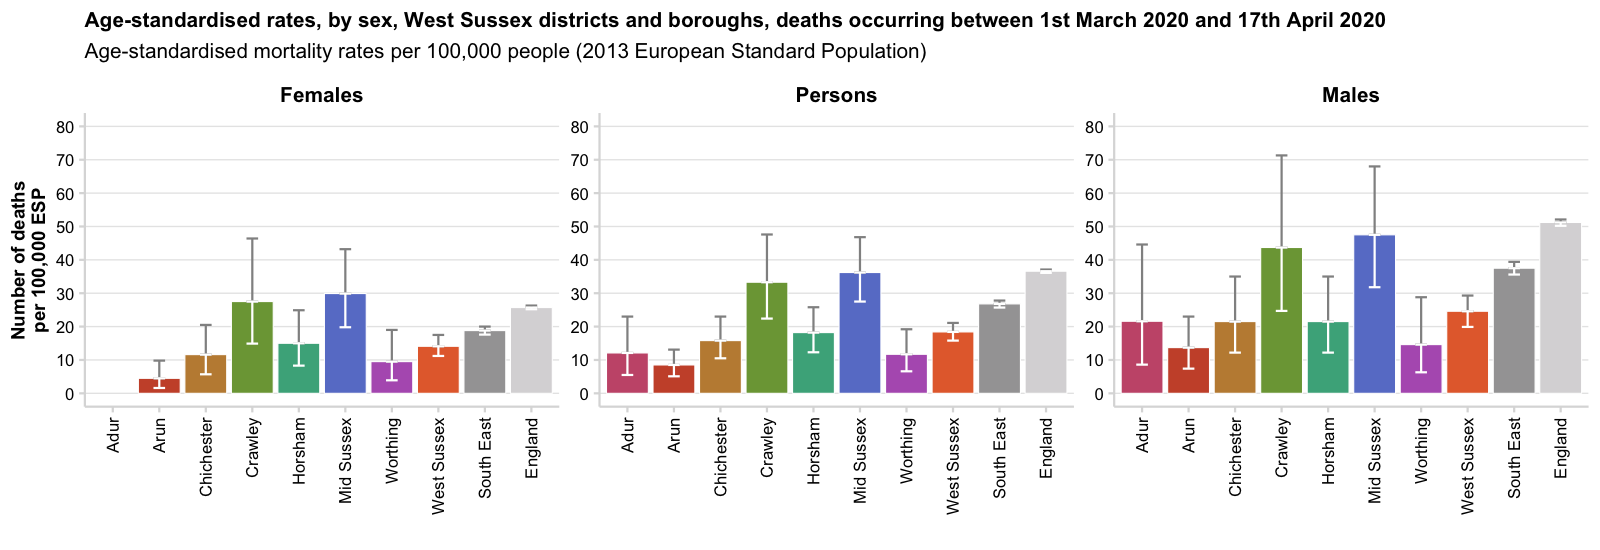 Age-standardised rates, by sex, West Sussex districts and boroughs, deaths occurring between 1st March 2020 and 17th April 2020
Age-standardised mortality rates per 100,000 people (2013 European Standard Population)
Females
Persons
Males
Number of deaths
per 100,000 ESP
80
70
60
50
40
30
20
10
0
Adur
Arun
Chichester
Crawley
Horsham
Mid Sussex
Worthing
West Sussex
South East
England
80
70
60
50
40
30
20
10
0
Adur
Arun
Chichester
Crawley
Horsham
Mid Sussex
Worthing
West Sussex
South East
England
80
70
60
50
40
30
20
10
0
Adur
Arun
Chichester
Crawley
Horsham
Mid Sussex
Worthing
West Sussex
South East
England